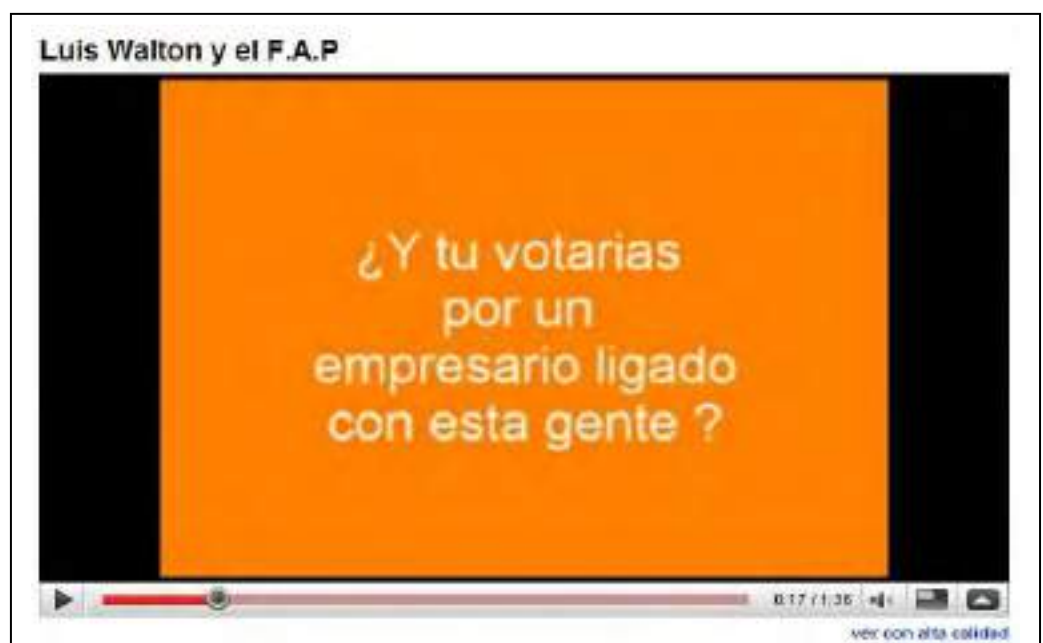 Luis Walton y el F.A.P
¿Y tu votarias
por un
empresario ligado
con esta gente ?
0:17 / 1:36
ver con alta calidad